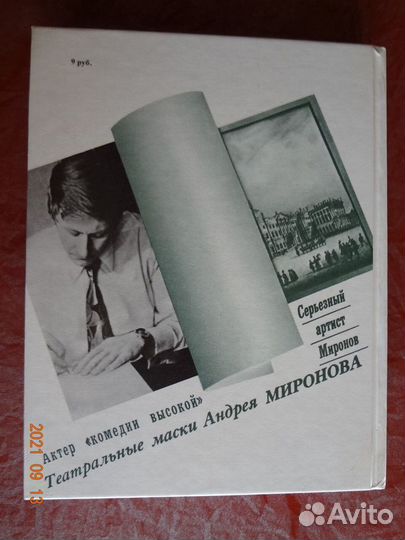 9 руб.
Серьезный
артист
Миронов
Актер «комедии высокой»
Театральные маски Андрея МИРОНОВА
2021 09 13
Avito